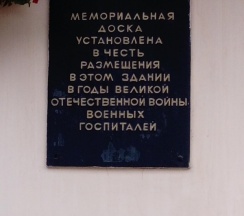 МЕМОРИАЛЬНАЯ
ДОСКА
УСТАНОВЛЕНА
В ЧЕСТЬ
РАЗМЕЩЕНИЯ
В ЭТОМ ЗДАНИИ
В ГОДЫ ВЕЛИКОЙ
ОТЕЧЕСТВЕННОЙ ВОЙНЫ
ВОЕННЫХ
ГОСПИТАЛЕЙ